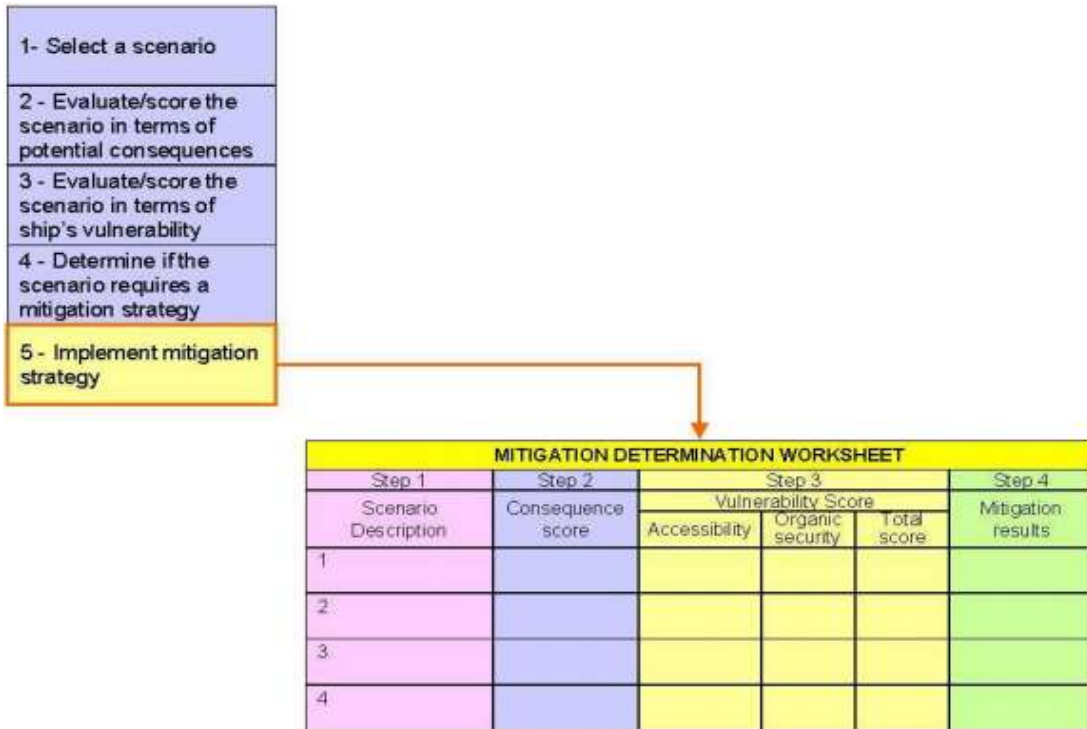 1- Select a scenario
2 - Evaluate/score the
scenario in terms of
potential consequences
3 - Evaluate/score the
scenario in terms of
ship's vulnerability
4 - Determine if the
scenario requires a
mitigation strategy
5 - Implement mitigation
strategy
MITIGATION DETERMINATION WORKSHEET
Step 1 Step 2 Step 3 Step 4
Scenario
Description
Consequence
score
Vulnerability Score
Accessibility
Organic
security
Total
score
Mitigation
results
1
2
3
4